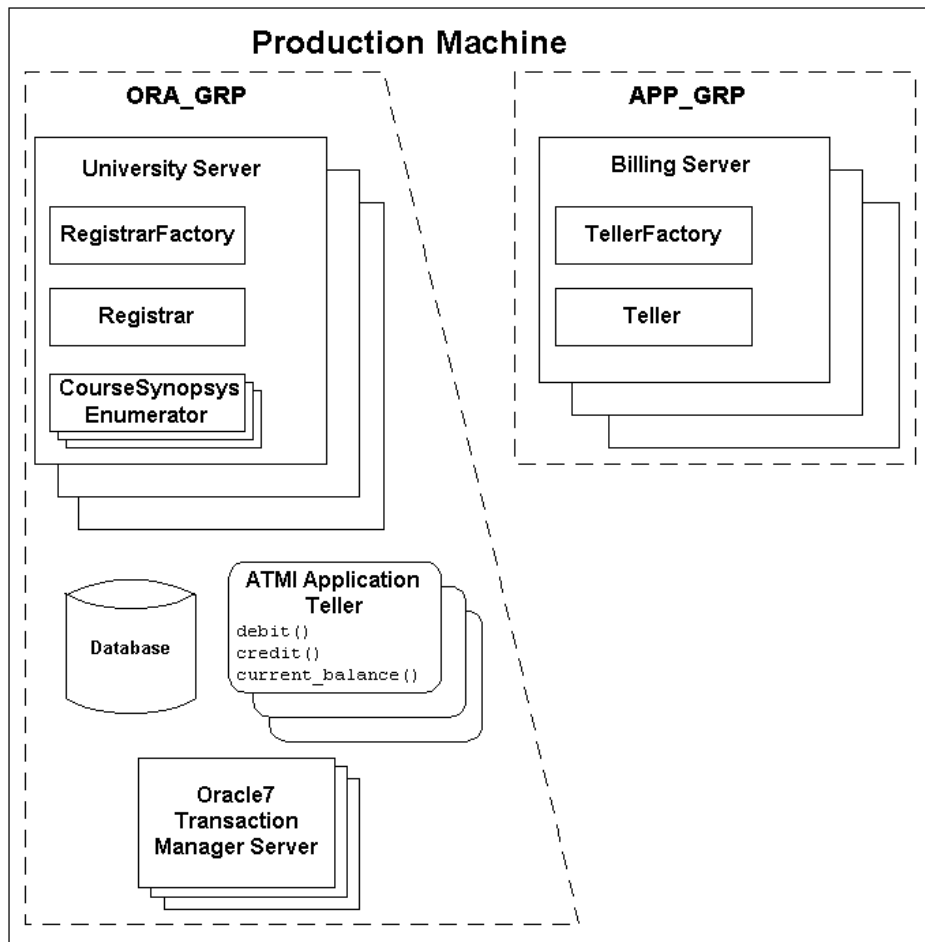 Production Machine
ORA_GRP
University Server
RegistrarFactory
Registrar
CourseSynopsys
Enumerator
Database
ATMI Application
Teller
debit()
credit()
current_balance()
Oracle7
Transaction
Manager Server
APP_GRP
Billing Server
TellerFactory
Teller